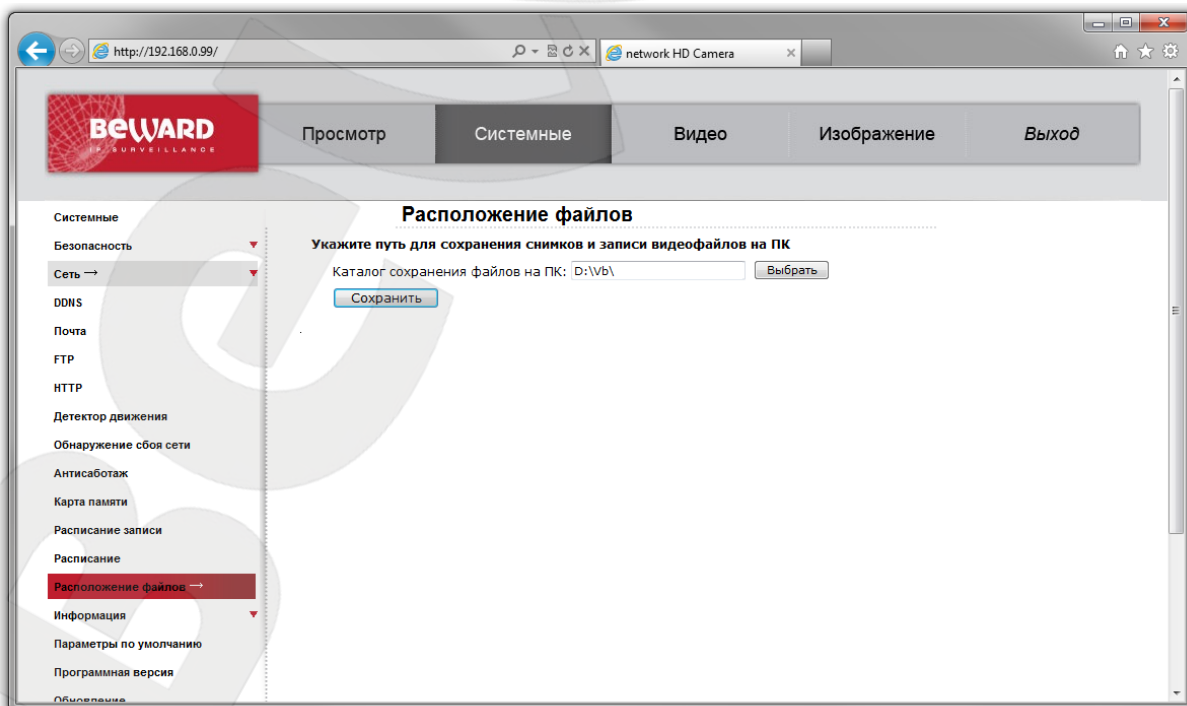 http://192.168.0.99/
network HD Camera
BEWARD
IP SURVEILLANCE
Просмотр
Системные
Видео
Изображение
Выход
Системные
Безопасность
Сеть →
DDNS
Почта
FTP
HTTP
Детектор движения
Обнаружение сбоя сети
Антисаботаж
Карта памяти
Расписание записи
Расписание
Расположение файлов →
Информация
Параметры по умолчанию
Программная версия
Обновление
Расположение файлов
Укажите путь для сохранения снимков и записи видеофайлов на ПК
Каталог сохранения файлов на ПК: D:\Vb\ Выбрать
Сохранить